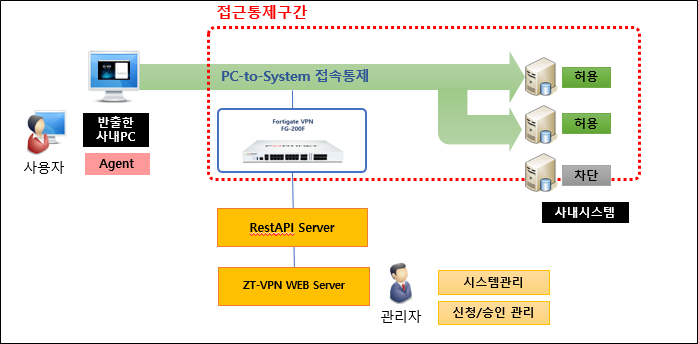 접근통제구간
PC-to-System 접속통제
허용
Fortigate VPN
FG-200F
FORTINET
반출한
사내PC
허용
사용자
Agent
차단
사내시스템
RestAPI Server
ZT-VPN WEB Server
시스템관리
관리자
신청/승인 관리